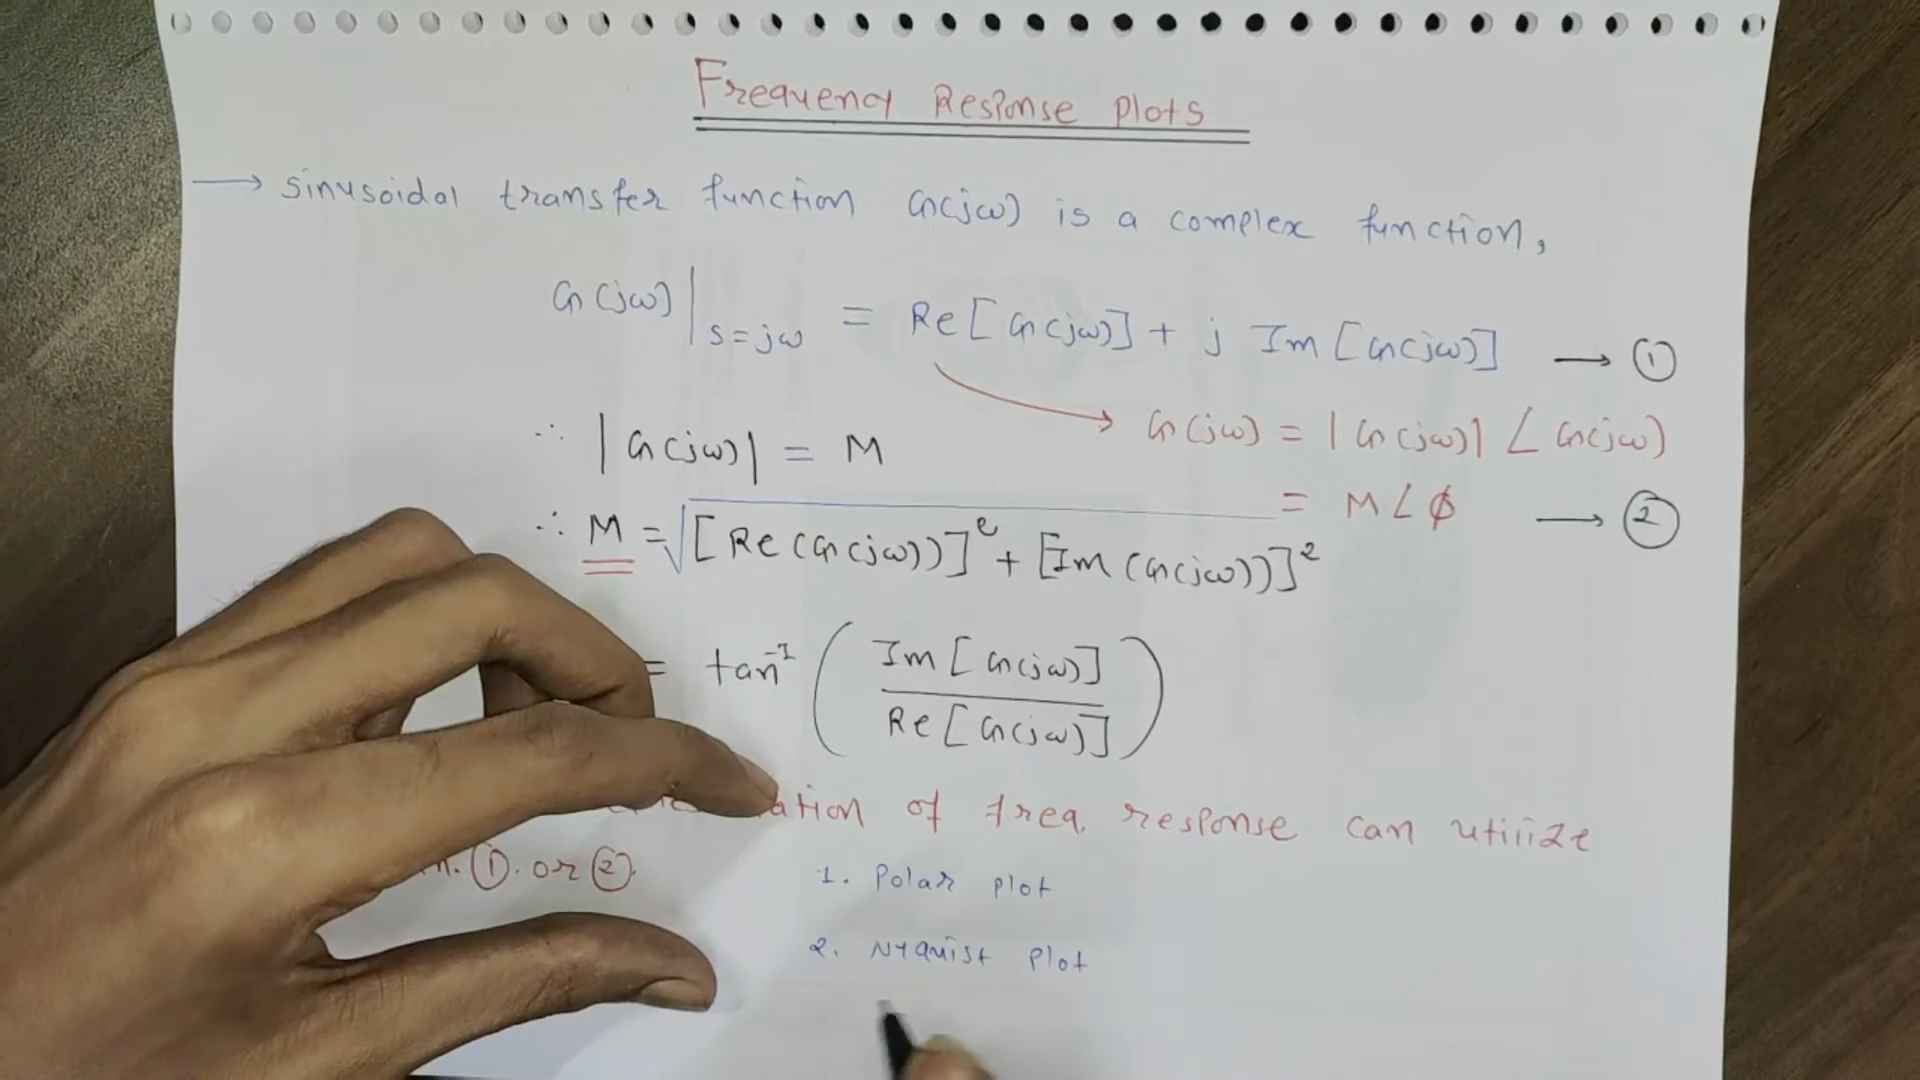 Frequency Response Plots
→ sinusoidal transfer function G(jω) is a complex function,
G(jω)|s=jω = Re[G(jω)] + j Im[G(jω)] → ①
∴ |G(jω)| = M
G(jω) = |G(jω)| ∠G(jω)
= M∠ϕ → ②
∴ M = √[Re(G(jω))]² + [Im(G(jω))]²
= tan⁻¹ (Im[G(jω)] / Re[G(jω)])
of freq. response can utilize
① or ②.
1. Polar plot
2. Nyquist Plot